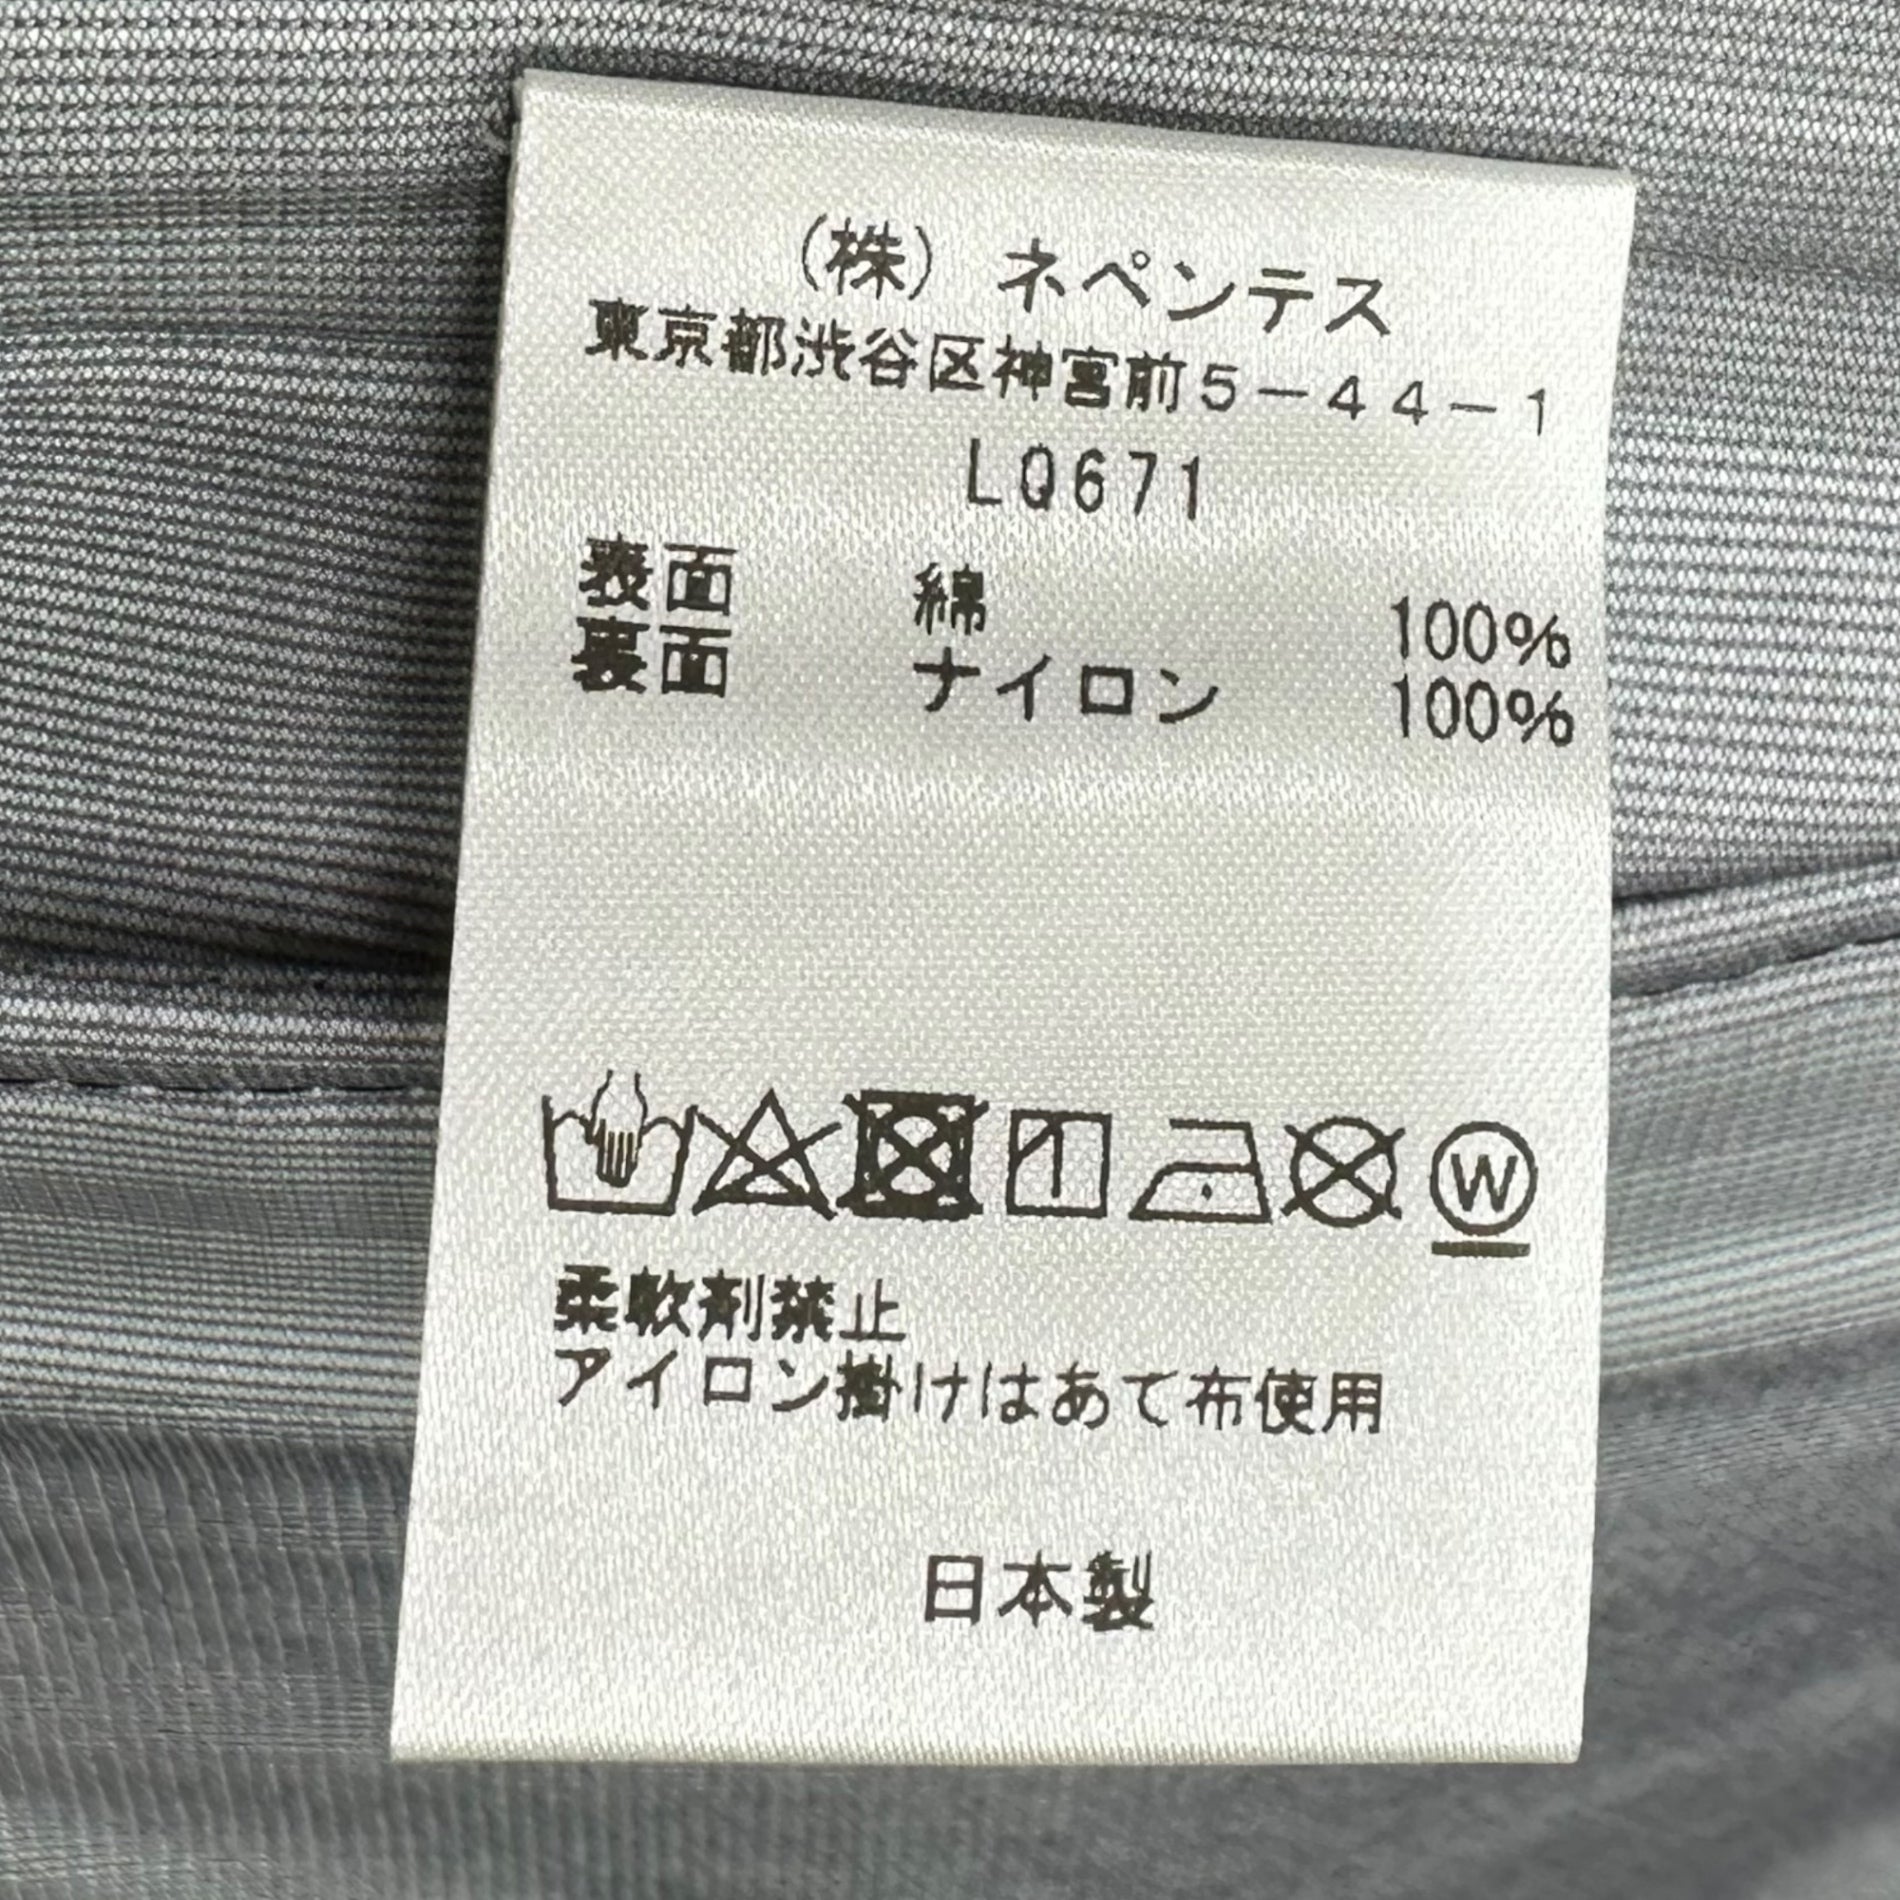 （株）ネペンテス
東京都渋谷区神宮前５－４４－１
LQ671
表面 綿 100%
裏面 ナイロン 100%
W
柔軟剤禁止
アイロン掛けはあて布使用
日本製